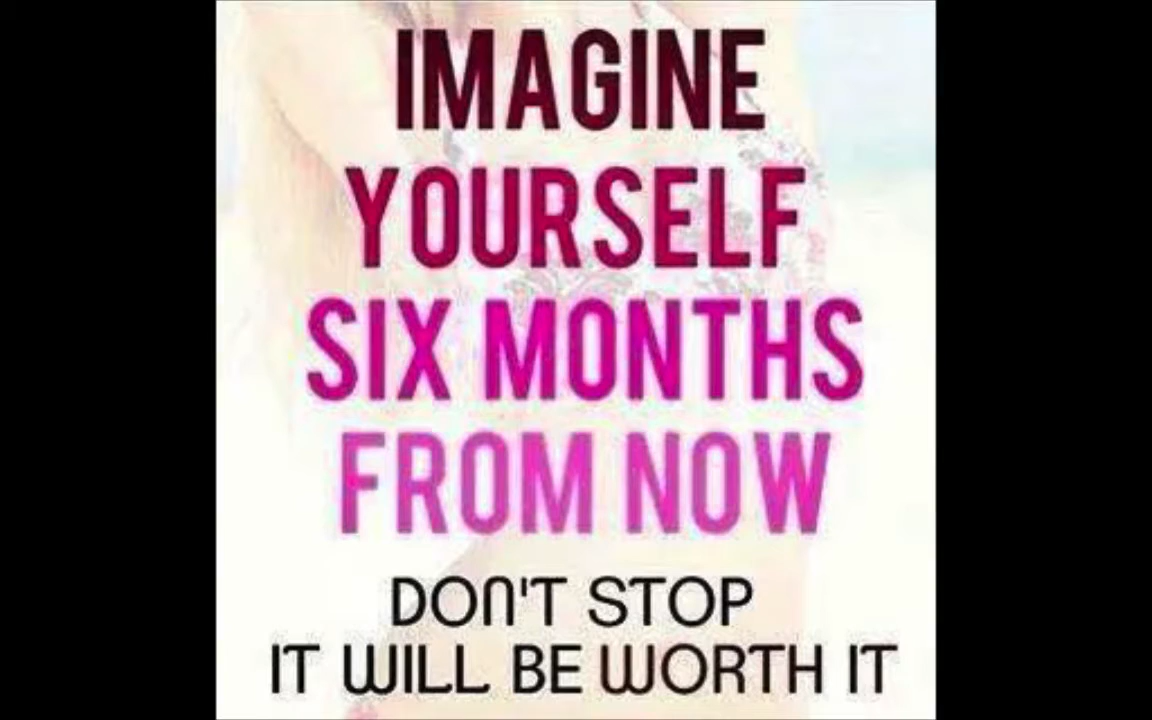 IMAGINE
YOURSELF
SIX MONTHS
FROM NOW
DON'T STOP
IT WILL BE WORTH IT